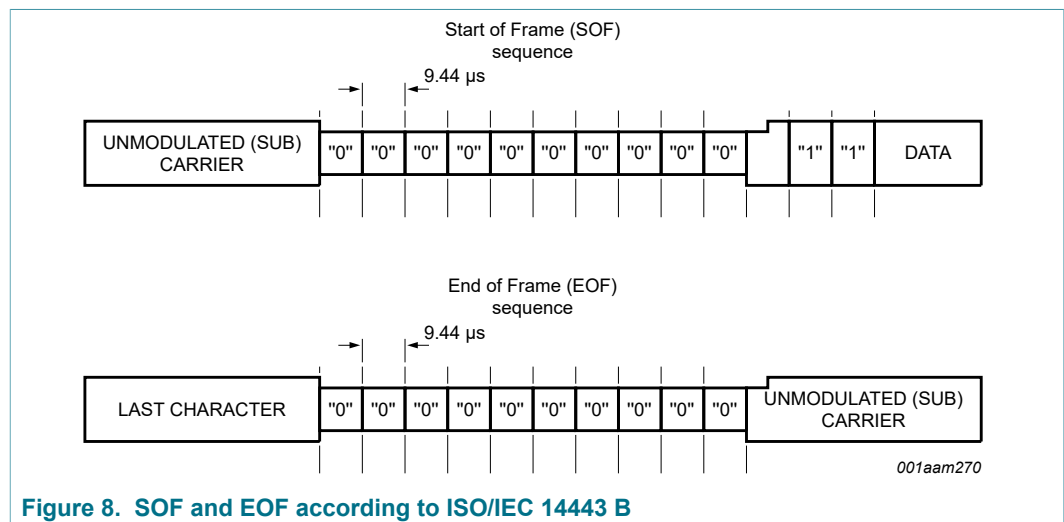 Start of Frame (SOF)
sequence
9.44 µs
UNMODULATED (SUB)
CARRIER
"0" "0" "0" "0" "0" "0" "0" "0" "0" "0" "1" "1" DATA
End of Frame (EOF)
sequence
9.44 µs
LAST CHARACTER "0" "0" "0" "0" "0" "0" "0" "0" "0" "0" UNMODULATED (SUB)
CARRIER
001aam270
Figure 8. SOF and EOF according to ISO/IEC 14443 B